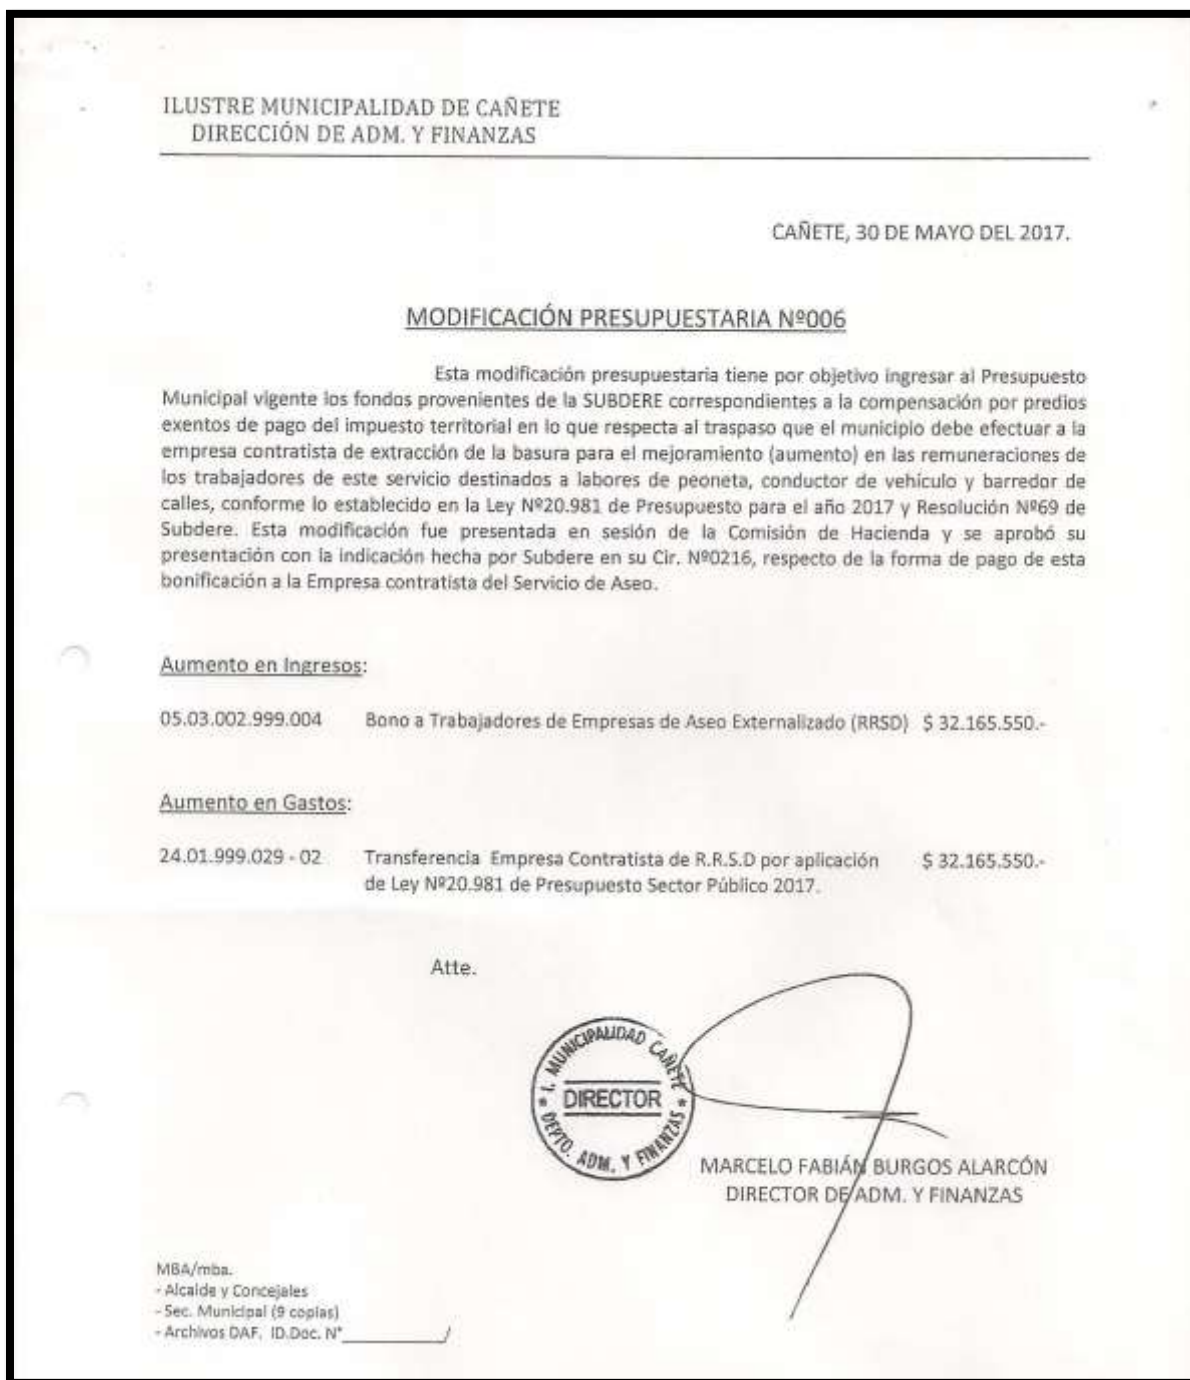 ILUSTRE MUNICIPALIDAD DE CAÑETE
DIRECCIÓN DE ADM. Y FINANZAS
CAÑETE, 30 DE MAYO DEL 2017.
MODIFICACIÓN PRESUPUESTARIA Nº006
Esta modificación presupuestaria tiene por objetivo ingresar al Presupuesto
Municipal vigente los fondos provenientes de la SUBDERE correspondientes a la compensación por predios
exentos de pago del impuesto territorial en lo que respecta al traspaso que el municipio debe efectuar a la
empresa contratista de extracción de la basura para el mejoramiento (aumento) en las remuneraciones de
los trabajadores de este servicio destinados a labores de peoneta, conductor de vehículo y barredor de
calles, conforme lo establecido en la Ley Nº20.981 de Presupuesto para el año 2017 y Resolución Nº69 de
Subdere. Esta modificación fue presentada en sesión de la Comisión de Hacienda y se aprobó su
presentación con la indicación hecha por Subdere en su Cir. Nº0216, respecto de la forma de pago de esta
bonificación a la Empresa contratista del Servicio de Aseo.
Aumento en Ingresos:
05.03.002.999.004 Bono a Trabajadores de Empresas de Aseo Externalizado (RRSD) $ 32.165.550.-
Aumento en Gastos:
24.01.999.029 - 02 Transferencia Empresa Contratista de R.R.S.D por aplicación $ 32.165.550.-
de Ley Nº20.981 de Presupuesto Sector Público 2017.
Atte.
I. MUNICIPALIDAD CAÑETE
DIRECTOR
DEPTO. ADM. Y FINANZAS
MARCELO FABIÁN BURGOS ALARCÓN
DIRECTOR DE ADM. Y FINANZAS
MBA/mba.
- Alcalde y Concejales
- Sec. Municipal (9 copias)
- Archivos DAF. ID.Doc. N°__________/